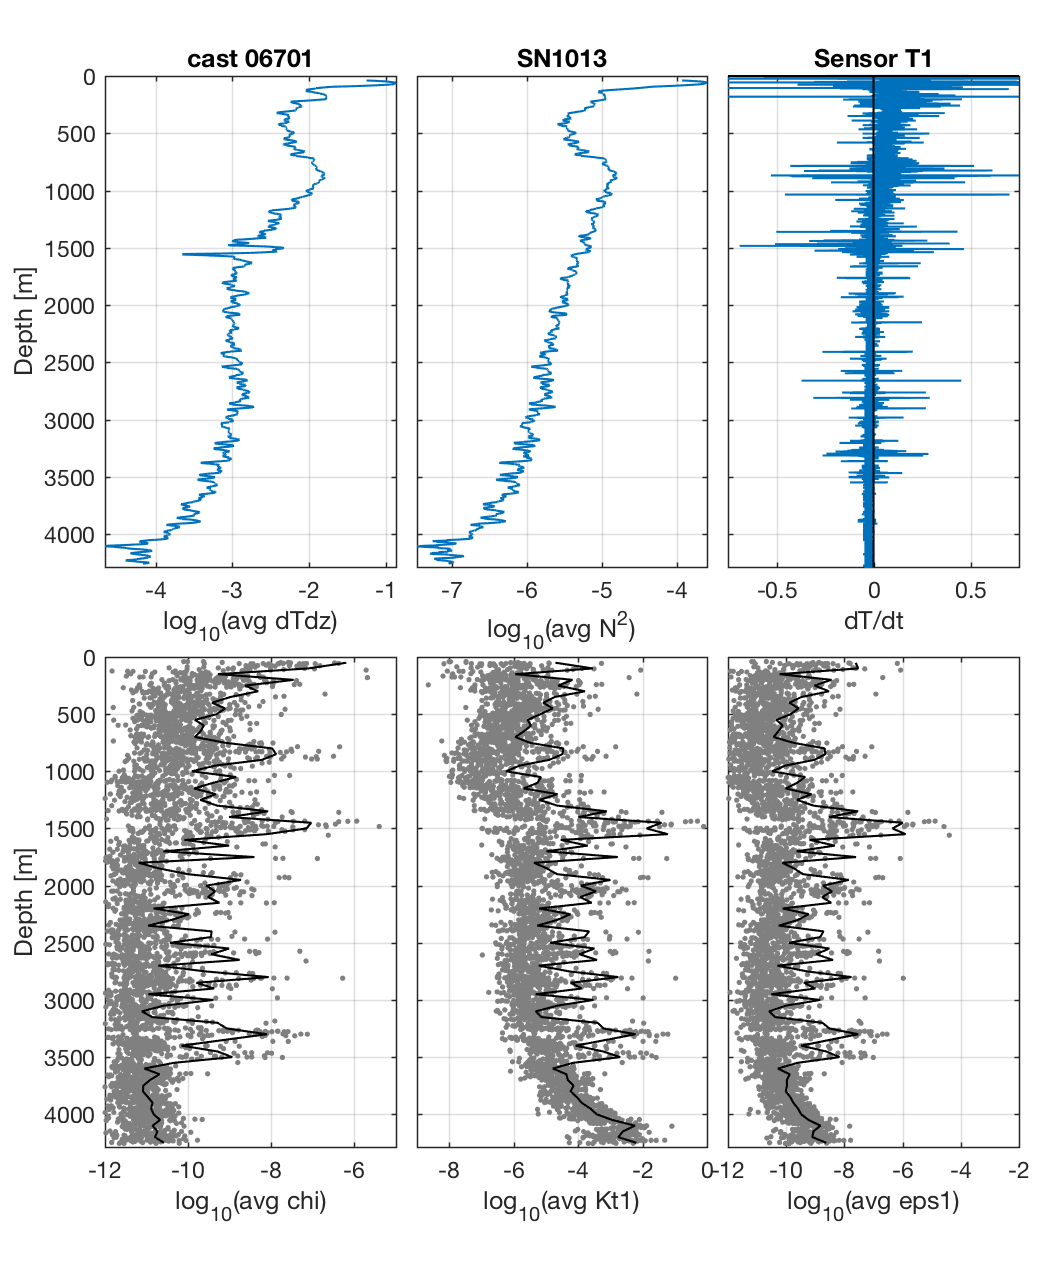 cast 06701 SN1013 Sensor T1
0
500
1000
1500
2000
2500
3000
3500
4000
Depth [m]
-4 -3 -2 -1 -7 -6 -5 -4 -0.5 0 0.5
log10(avg dTdz) log10(avg N2) dT/dt
0
500
1000
1500
2000
2500
3000
3500
4000
Depth [m]
-12 -10 -8 -6 -8 -6 -4 -2 0 -12 -10 -8 -6 -4 -2
log10(avg chi) log10(avg Kt1) log10(avg eps1)